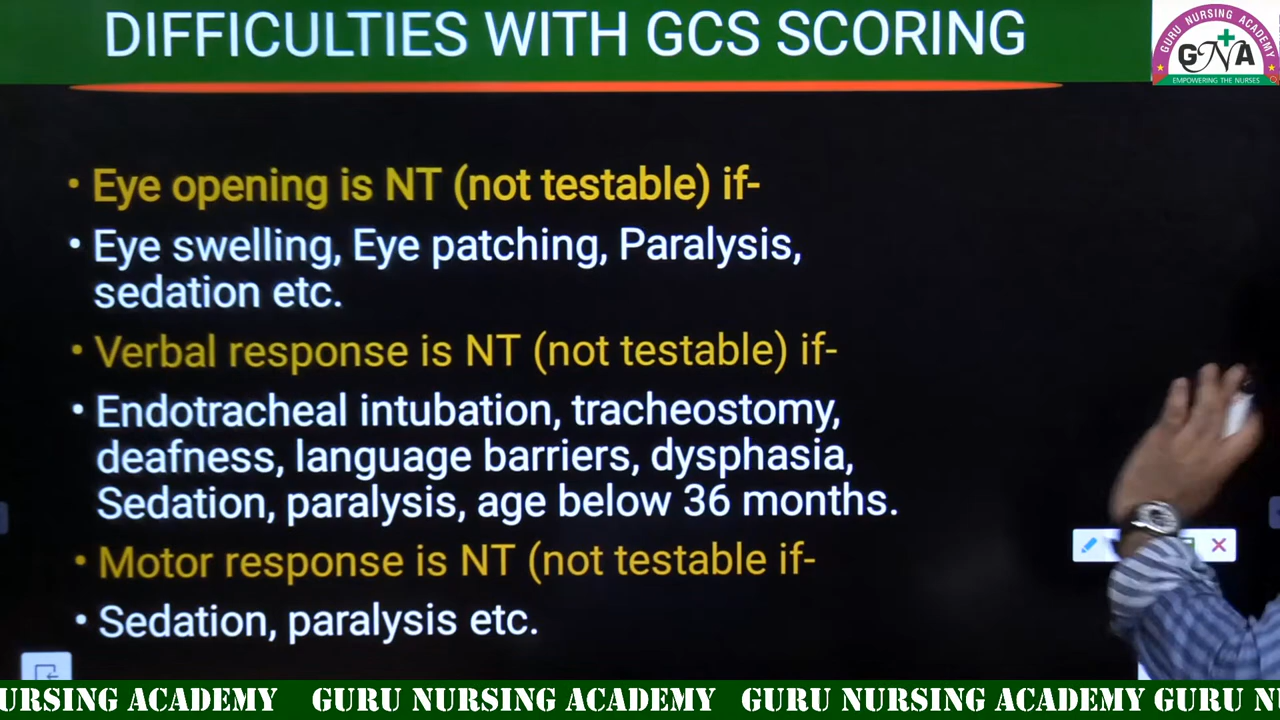 DIFFICULTIES WITH GCS SCORING
GURU NURSING ACADEMY
GNA
EMPOWERING THE NURSES
• Eye opening is NT (not testable) if-
• Eye swelling, Eye patching, Paralysis,
sedation etc.
• Verbal response is NT (not testable) if-
• Endotracheal intubation, tracheostomy,
deafness, language barriers, dysphasia,
Sedation, paralysis, age below 36 months.
• Motor response is NT (not testable if-
• Sedation, paralysis etc.
URSING ACADEMY GURU NURSING ACADEMY GURU NURSING ACADEMY GURU N